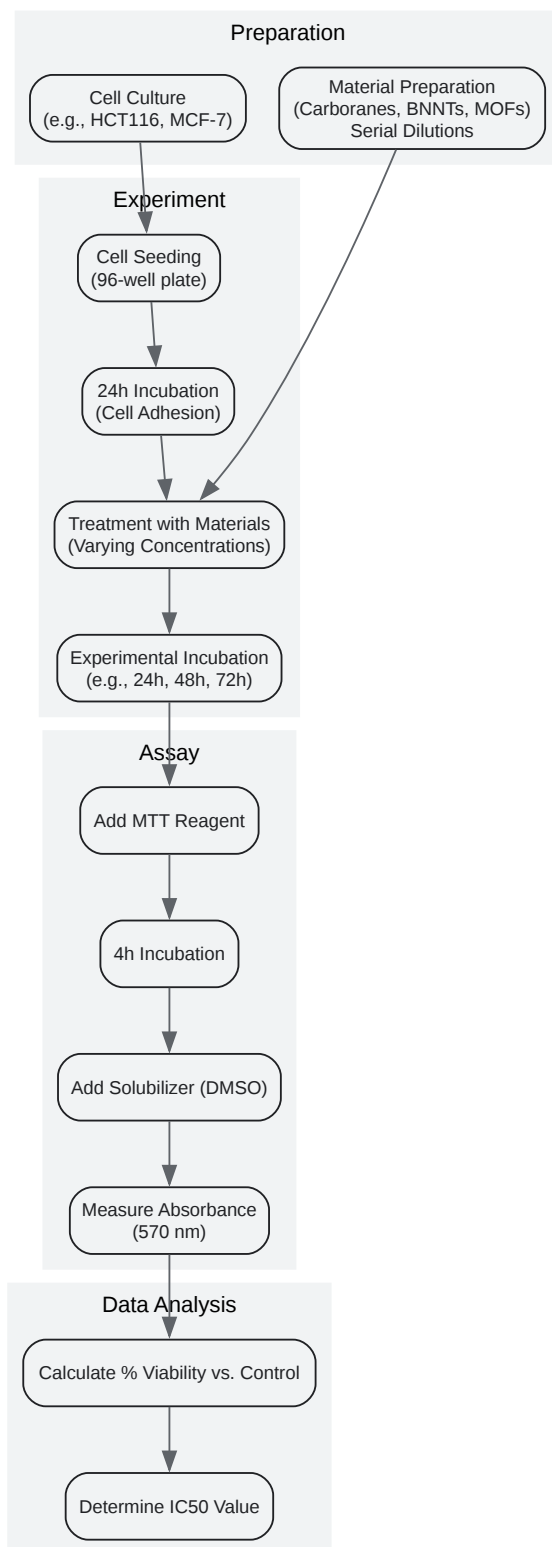 Preparation
Cell Culture
(e.g., HCT116, MCF-7)
Material Preparation
(Carboranes, BNNTs, MOFs)
Serial Dilutions
Experiment
Cell Seeding
(96-well plate)
24h Incubation
(Cell Adhesion)
Treatment with Materials
(Varying Concentrations)
Experimental Incubation
(e.g., 24h, 48h, 72h)
Assay
Add MTT Reagent
4h Incubation
Add Solubilizer (DMSO)
Measure Absorbance
(570 nm)
Data Analysis
Calculate % Viability vs. Control
Determine IC50 Value